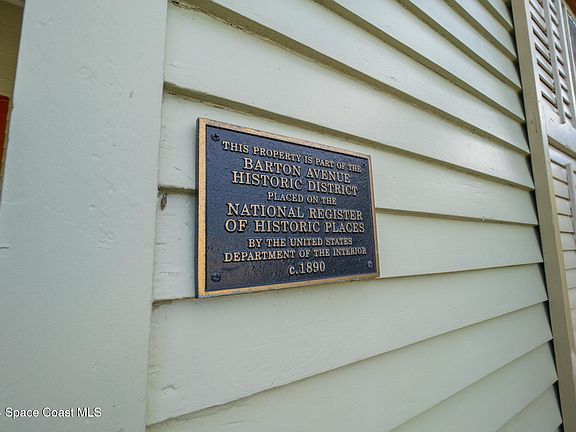 THIS PROPERTY IS PART OF THE
BARTON AVENUE
HISTORIC DISTRICT
PLACED ON THE
NATIONAL REGISTER
OF HISTORIC PLACES
BY THE UNITED STATES
DEPARTMENT OF THE INTERIOR
c.1890
Space Coast MLS